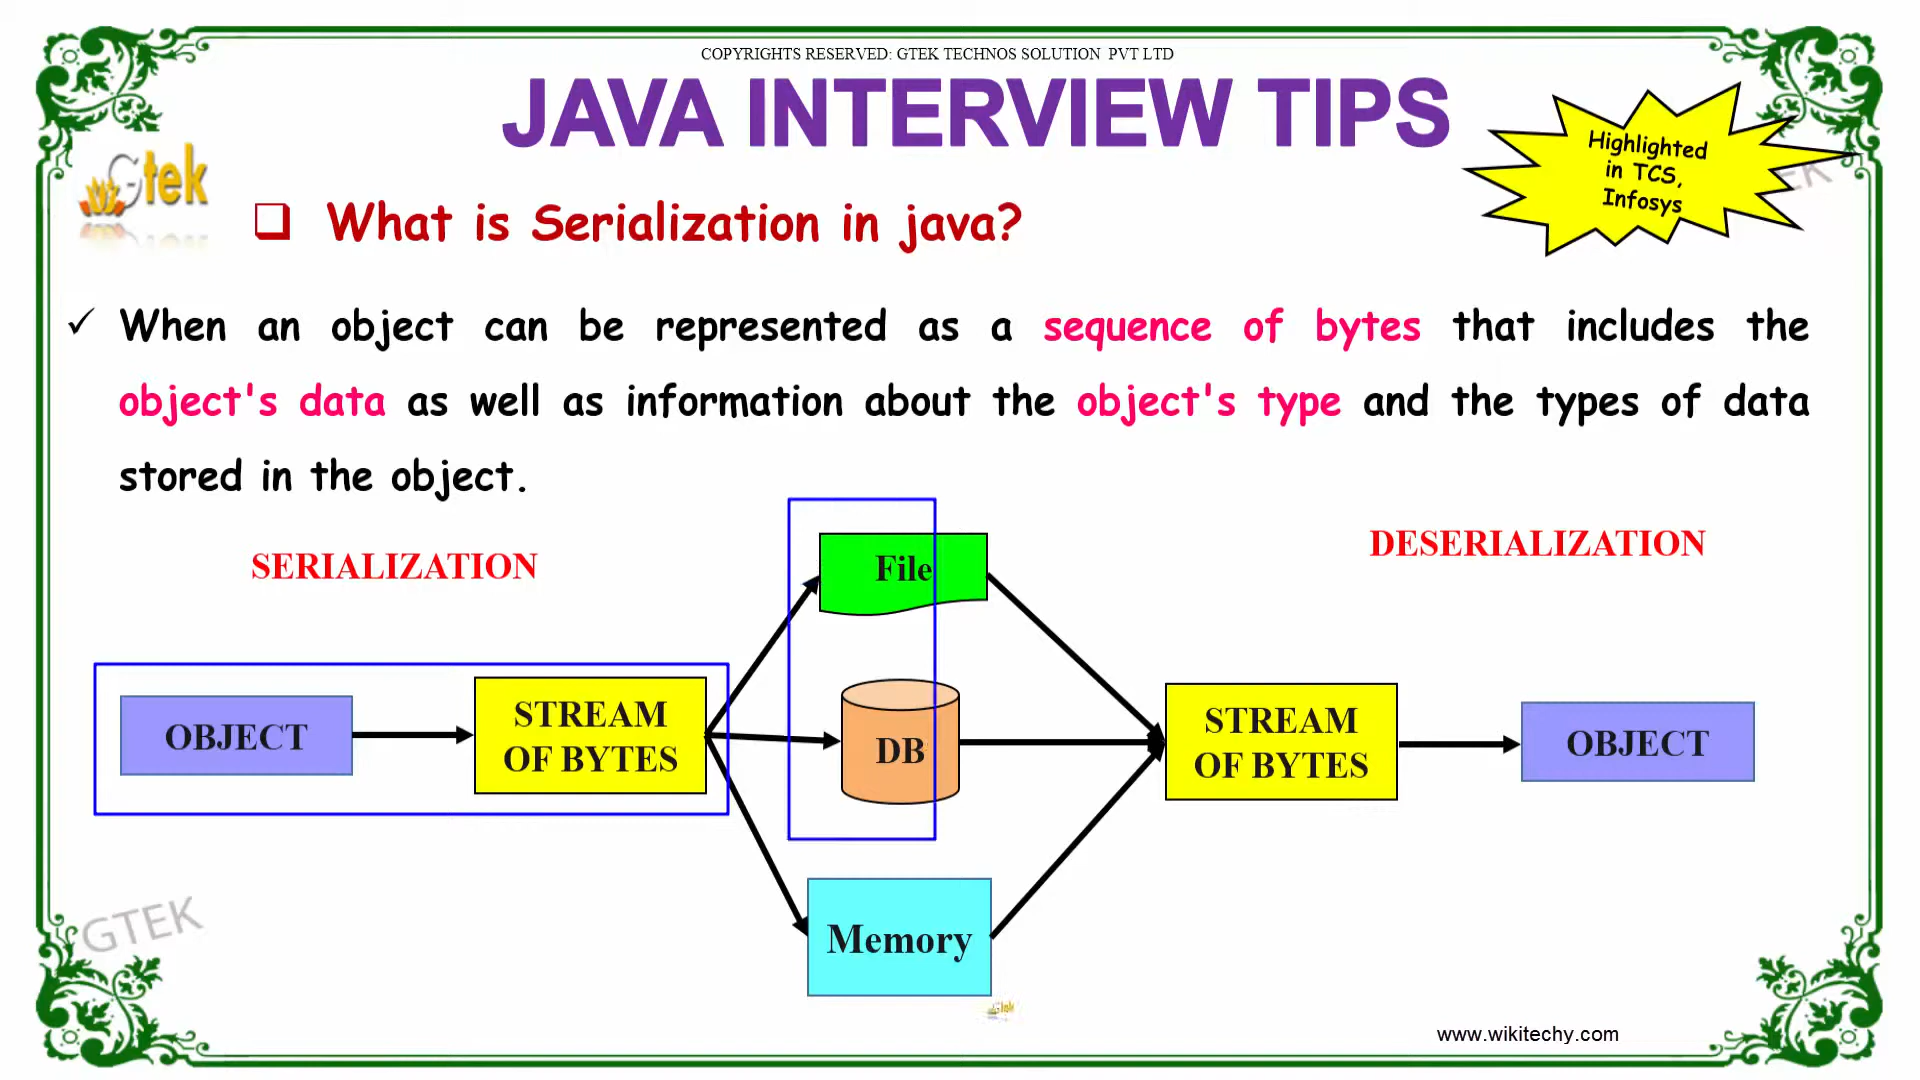 COPYRIGHTS RESERVED: GTEK TECHNOS SOLUTION PVT LTD
JAVA INTERVIEW TIPS
Highlighted
in TCS,
Infosys
Gtek
What is Serialization in java?
When an object can be represented as a sequence of bytes that includes the
object's data as well as information about the object's type and the types of data
stored in the object.
SERIALIZATION
DESERIALIZATION
File
OBJECT
STREAM
OF BYTES
DB
STREAM
OF BYTES
OBJECT
Memory
GTEK
Gtek
www.wikitechy.com